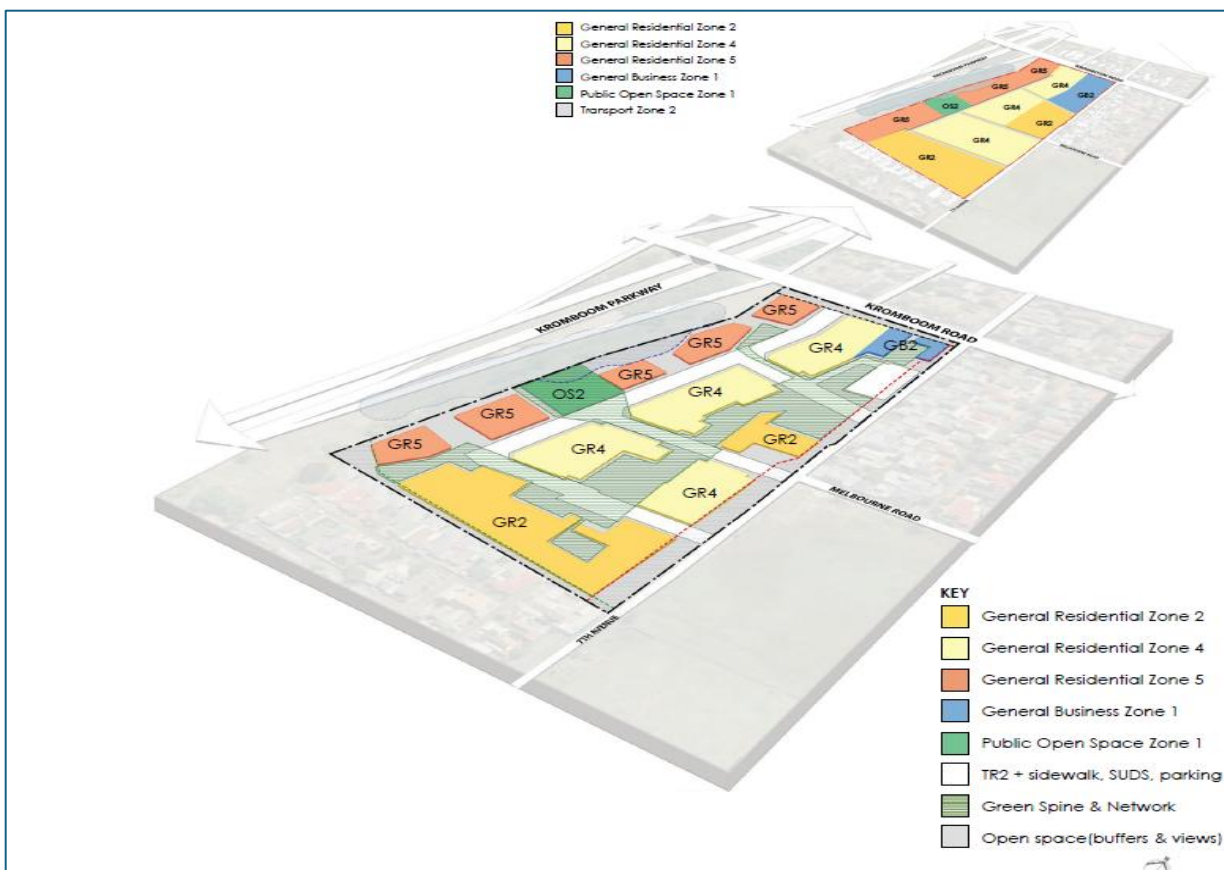 General Residential Zone 2
General Residential Zone 4
General Residential Zone 5
General Business Zone 1
Public Open Space Zone 1
Transport Zone 2
KROMBOOM ROAD
GR5
GR4
GB2
GR5
GR4
OS2
GR2
GR5
GR4
GR2
KROMBOOM PARKWAY
KROMBOOM ROAD
GR5
GR4
GB2
GR5
GR5
GR4
OS2
GR5
GR2
GR5
GR4
GR4
GR2
MELBOURNE ROAD
7TH AVENUE
KEY
General Residential Zone 2
General Residential Zone 4
General Residential Zone 5
General Business Zone 1
Public Open Space Zone 1
TR2 + sidewalk, SUDS, parking
Green Spine & Network
Open space(buffers & views)